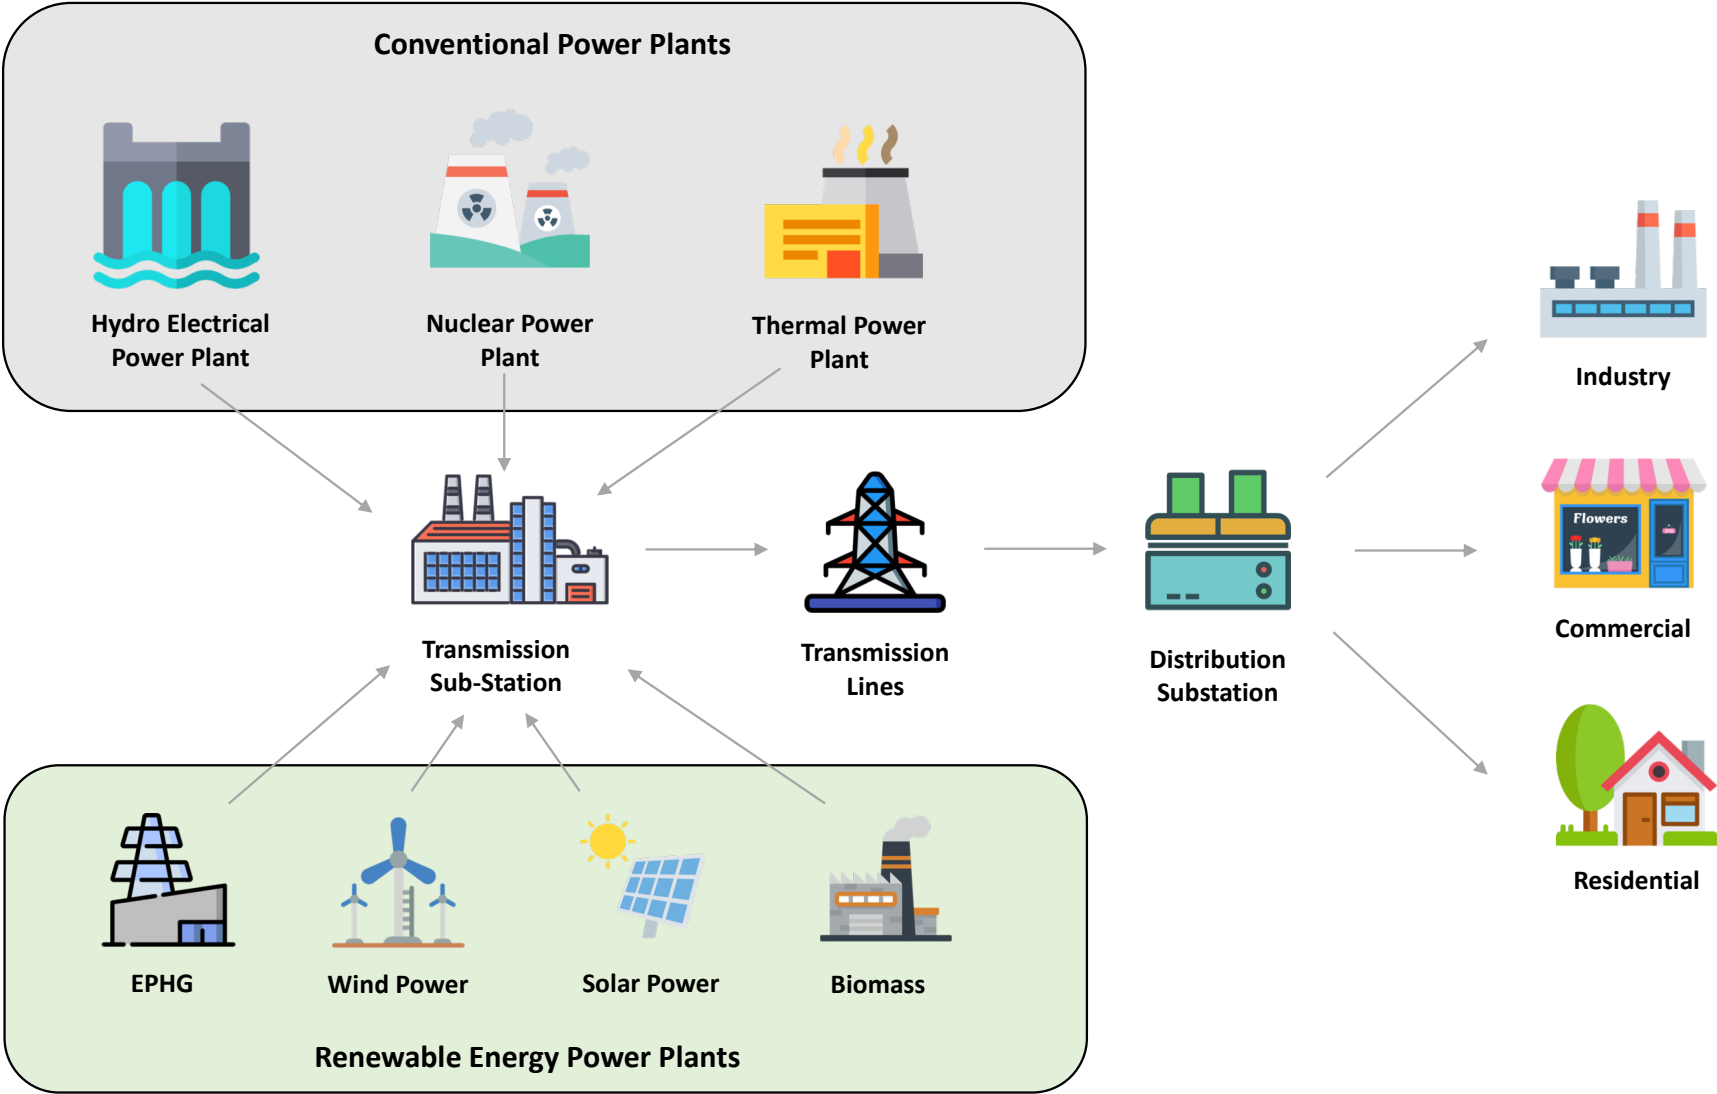 Conventional Power Plants
Hydro Electrical
Power Plant
Nuclear Power
Plant
Thermal Power
Plant
Industry
Flowers
Commercial
Transmission
Sub-Station
Transmission
Lines
Distribution
Substation
Residential
EPHG
Wind Power
Solar Power
Biomass
Renewable Energy Power Plants